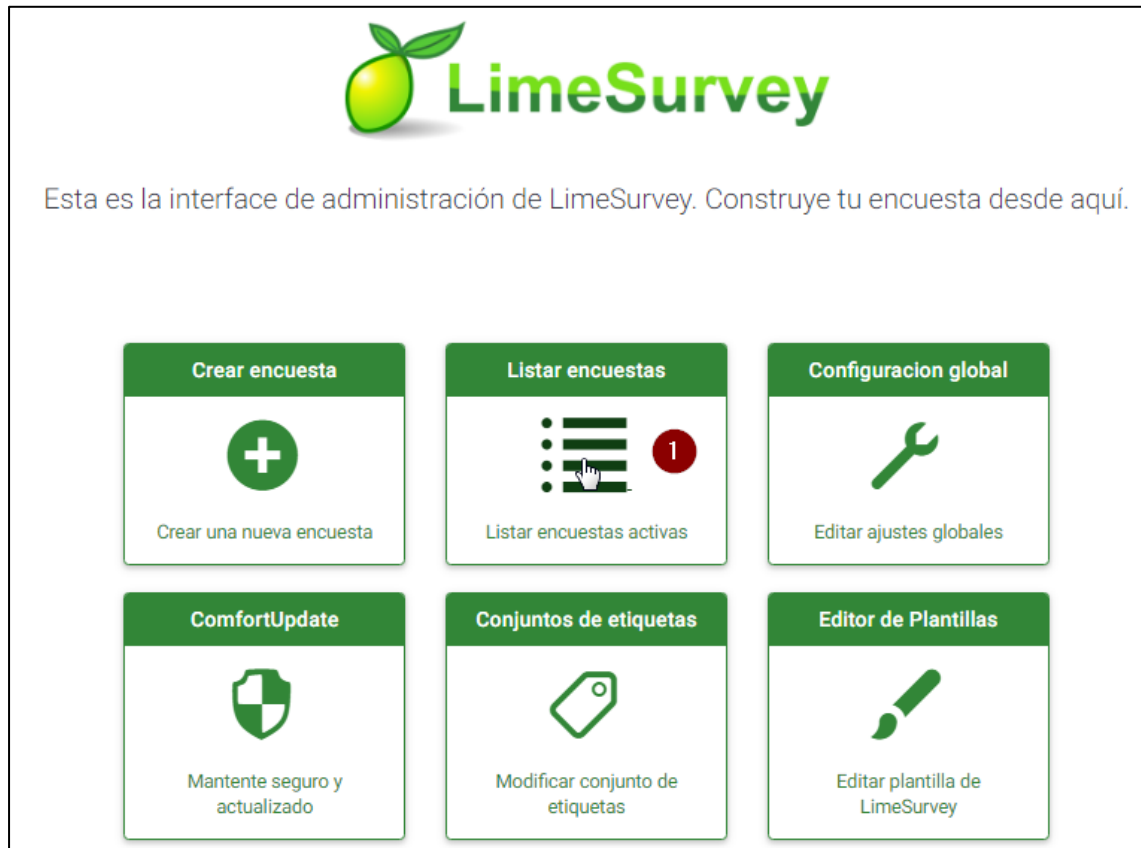 LimeSurvey
Esta es la interface de administración de LimeSurvey. Construye tu encuesta desde aquí.
Crear encuesta
Listar encuestas
Configuracion global
1
Crear una nueva encuesta
Listar encuestas activas
Editar ajustes globales
ComfortUpdate
Conjuntos de etiquetas
Editor de Plantillas
Mantente seguro y
actualizado
Modificar conjunto de
etiquetas
Editar plantilla de
LimeSurvey